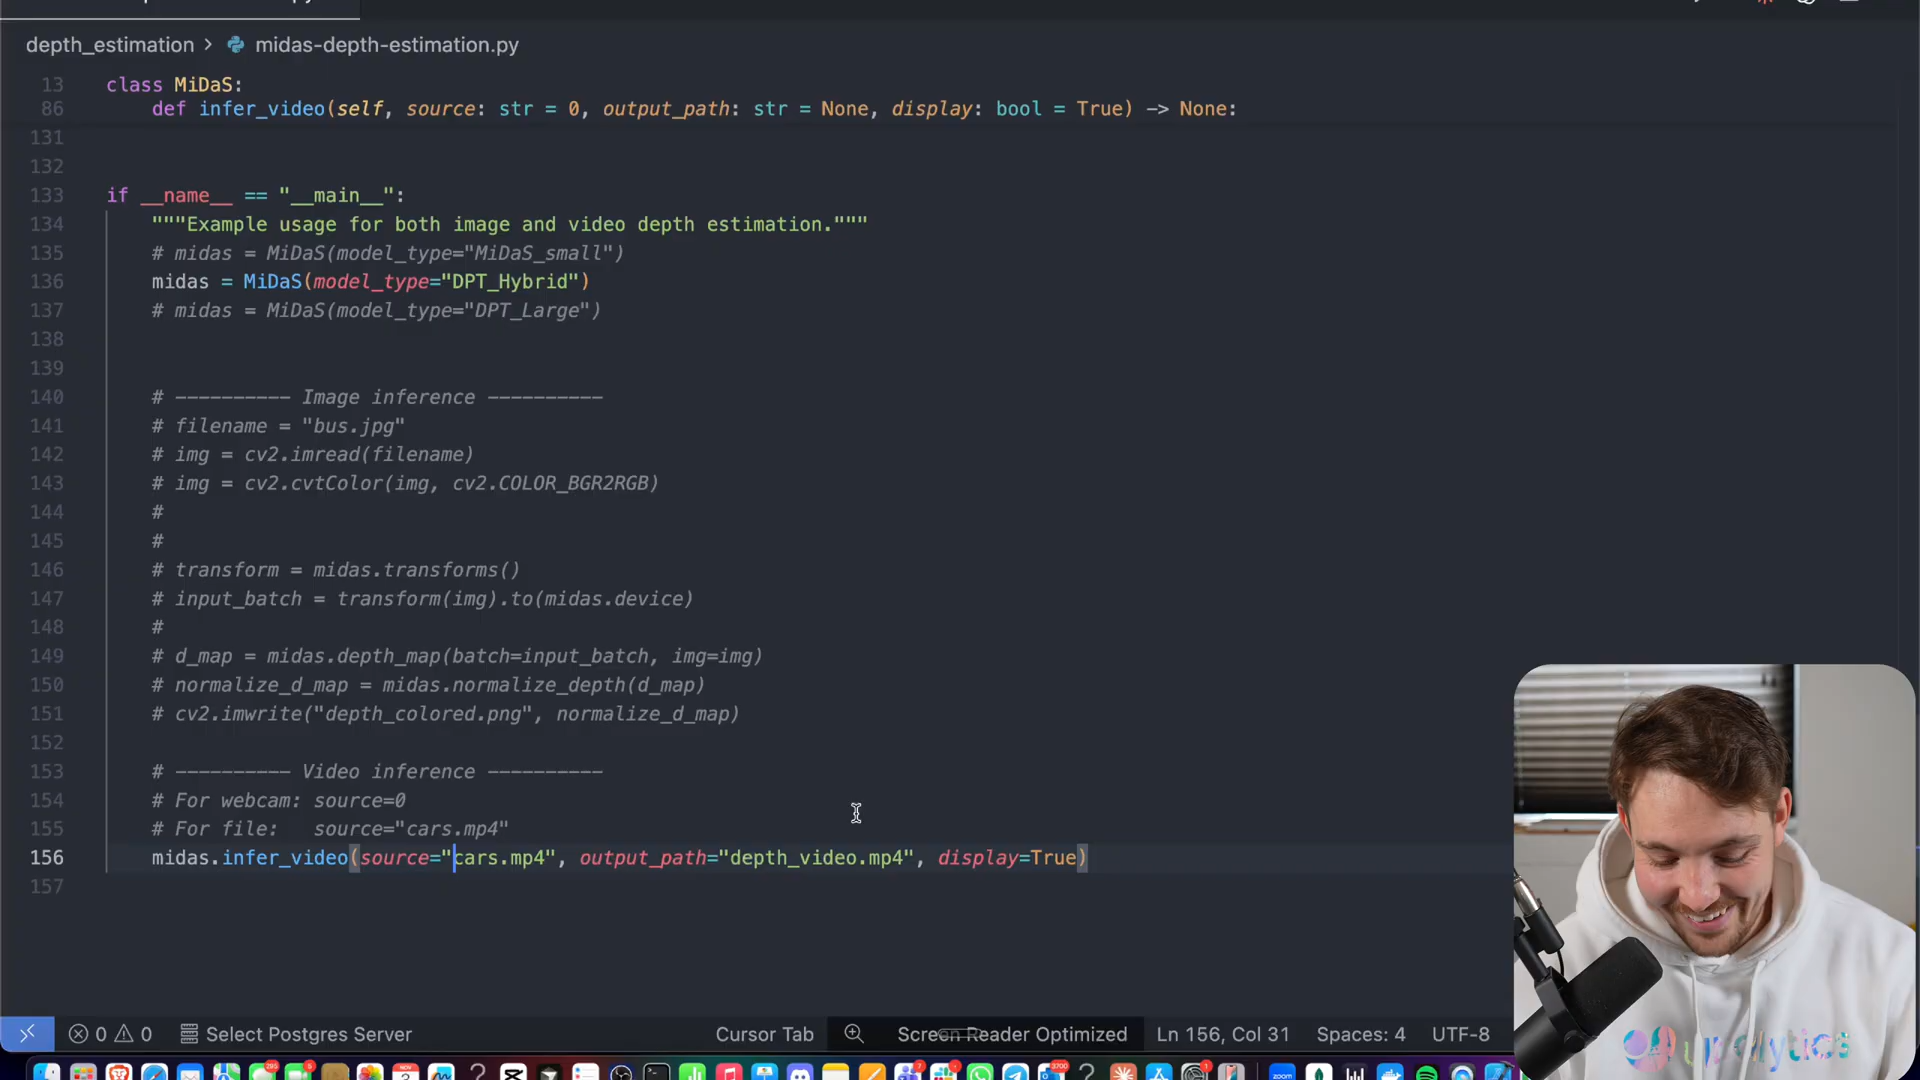 depth_estimation > midas-depth-estimation.py
13 class MiDaS:
86 def infer_video(self, source: str = 0, output_path: str = None, display: bool = True) -> None:
131
132
133 if __name__ == "__main__":
134 """Example usage for both image and video depth estimation."""
135 # midas = MiDaS(model_type="MiDaS_small")
136 midas = MiDaS(model_type="DPT_Hybrid")
137 # midas = MiDaS(model_type="DPT_Large")
138
139
140 # ---------- Image inference ----------
141 # filename = "bus.jpg"
142 # img = cv2.imread(filename)
143 # img = cv2.cvtColor(img, cv2.COLOR_BGR2RGB)
144 #
145 #
146 # transform = midas.transforms()
147 # input_batch = transform(img).to(midas.device)
148 #
149 # d_map = midas.depth_map(batch=input_batch, img=img)
150 # normalize_d_map = midas.normalize_depth(d_map)
151 # cv2.imwrite("depth_colored.png", normalize_d_map)
152
153 # ---------- Video inference ----------
154 # For webcam: source=0
155 # For file: source="cars.mp4"
156 midas.infer_video(source="cars.mp4", output_path="depth_video.mp4", display=True)
157
0 0 Select Postgres Server Cursor Tab Screen Reader Optimized Ln 156, Col 31 Spaces: 4 UTF-8